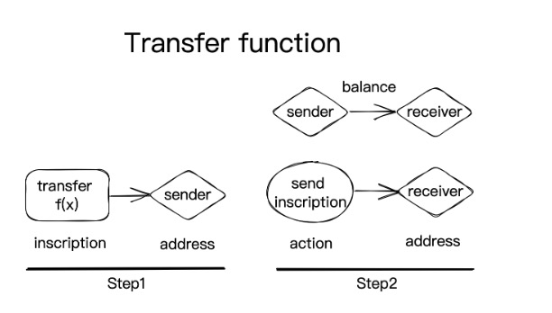 Transfer function
balance
sender
receiver
transfer
f(x)
sender
send
inscription
receiver
inscription
address
action
address
Step1
Step2